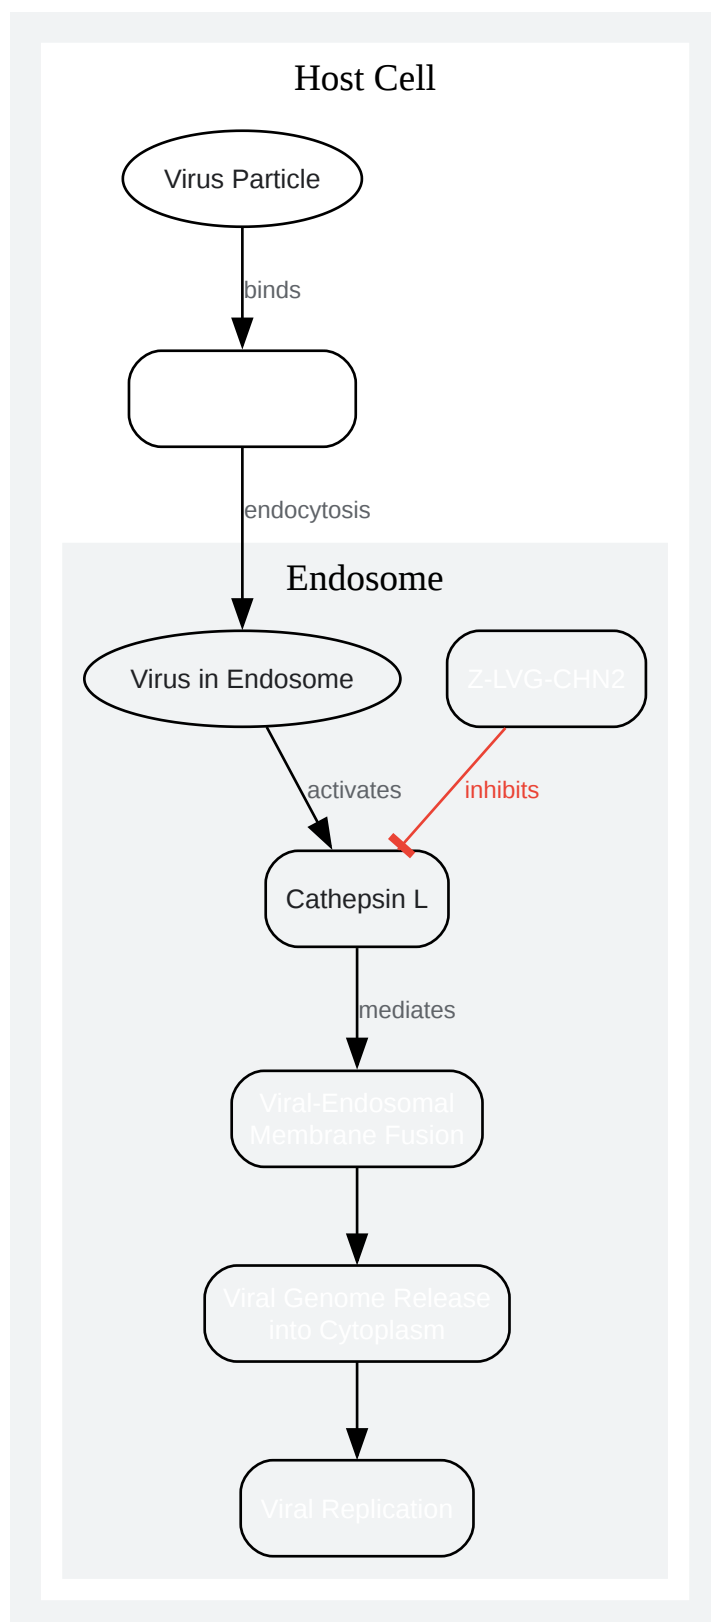 Host Cell
Virus Particle
binds
endocytosis
Endosome
Virus in Endosome
Z-LVG-CHN2
activates
inhibits
Cathepsin L
mediates
Viral-Endosomal
Membrane Fusion
Viral Genome Release
into Cytoplasm
Viral Replication